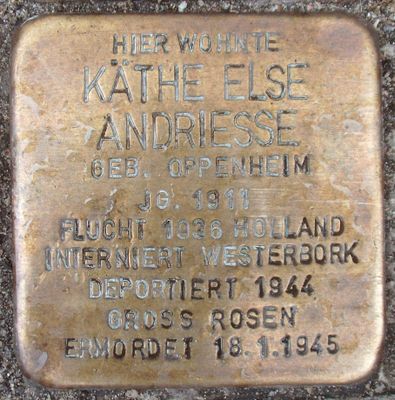 HIER WOHNTE
KÄTHE ELSE
ANDRIESSE
GEB. OPPENHEIM
JG. 1911
FLUCHT 1936 HOLLAND
INTERNIERT WESTERBORK
DEPORTIERT 1944
GROSS ROSEN
ERMORDET 18.1.1945